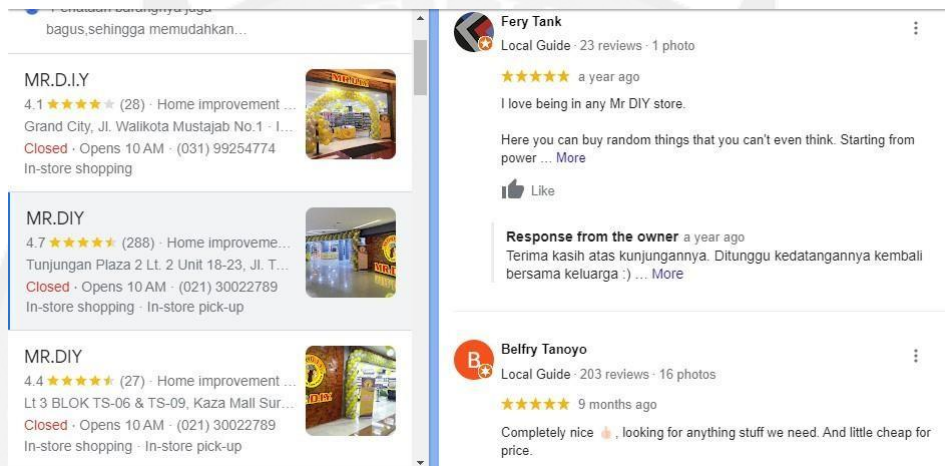 bagus,sehingga memudahkan...
MR.D.I.Y
4.1 ★★★★★ (28) · Home improvement ...
Grand City, Jl. Walikota Mustajab No.1 · I...
Closed · Opens 10 AM · (031) 99254774
In-store shopping
MR.DIY
4.7 ★★★★★ (288) · Home improveme...
Tunjungan Plaza 2 Lt. 2 Unit 18-23, Jl. T...
Closed · Opens 10 AM · (021) 30022789
In-store shopping · In-store pick-up
MR.DIY
4.4 ★★★★★ (27) · Home improvement ...
Lt 3 BLOK TS-06 & TS-09, Kaza Mall Sur...
Closed · Opens 10 AM · (021) 30022789
In-store shopping · In-store pick-up
Fery Tank
Local Guide · 23 reviews · 1 photo
★★★★★ a year ago
I love being in any Mr DIY store.
Here you can buy random things that you can't even think. Starting from
power ... More
Like
Response from the owner a year ago
Terima kasih atas kunjungannya. Ditunggu kedatangannya kembali
bersama keluarga :) ... More
B
Belfry Tanoyo
Local Guide · 203 reviews · 16 photos
★★★★★ 9 months ago
Completely nice 👍🏻, looking for anything stuff we need. And little cheap for
price.